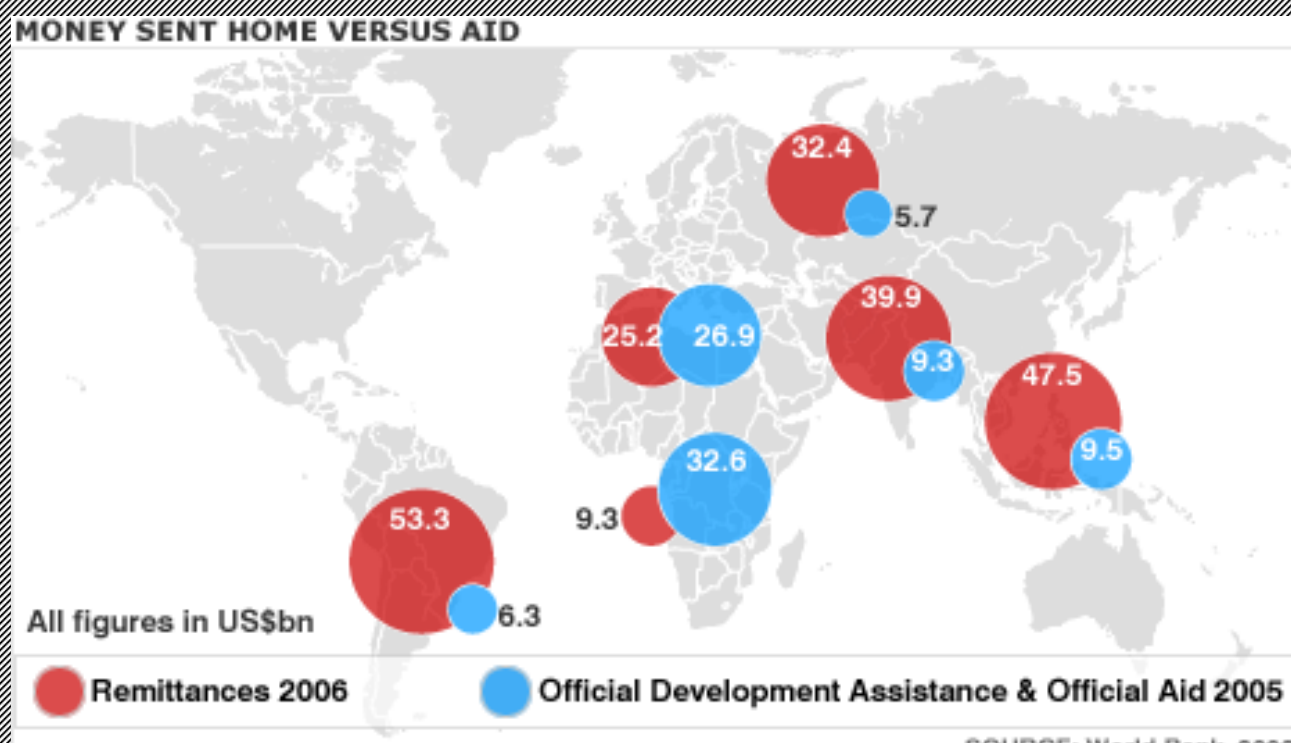 MONEY SENT HOME VERSUS AID
32.4
5.7
39.9
25.2 26.9
9.3
47.5
9.5
32.6
9.3
53.3
6.3
All figures in US$bn
Remittances 2006
Official Development Assistance & Official Aid 2005